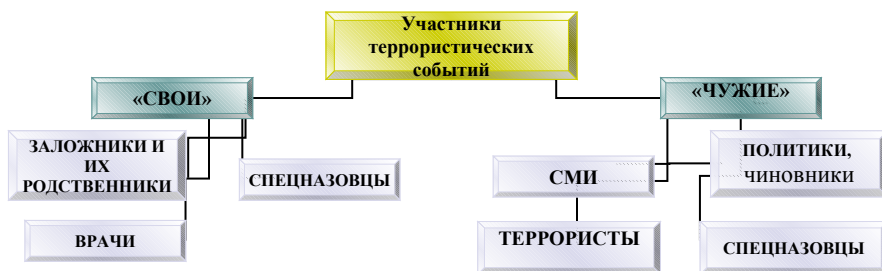 Участники
террористических
событий
«СВОИ»
«ЧУЖИЕ»
ЗАЛОЖНИКИ И
ИХ
РОДСТВЕННИКИ
СПЕЦНАЗОВЦЫ
ВРАЧИ
СМИ
ПОЛИТИКИ,
чиновники
ТЕРРОРИСТЫ
СПЕЦНАЗОВЦЫ